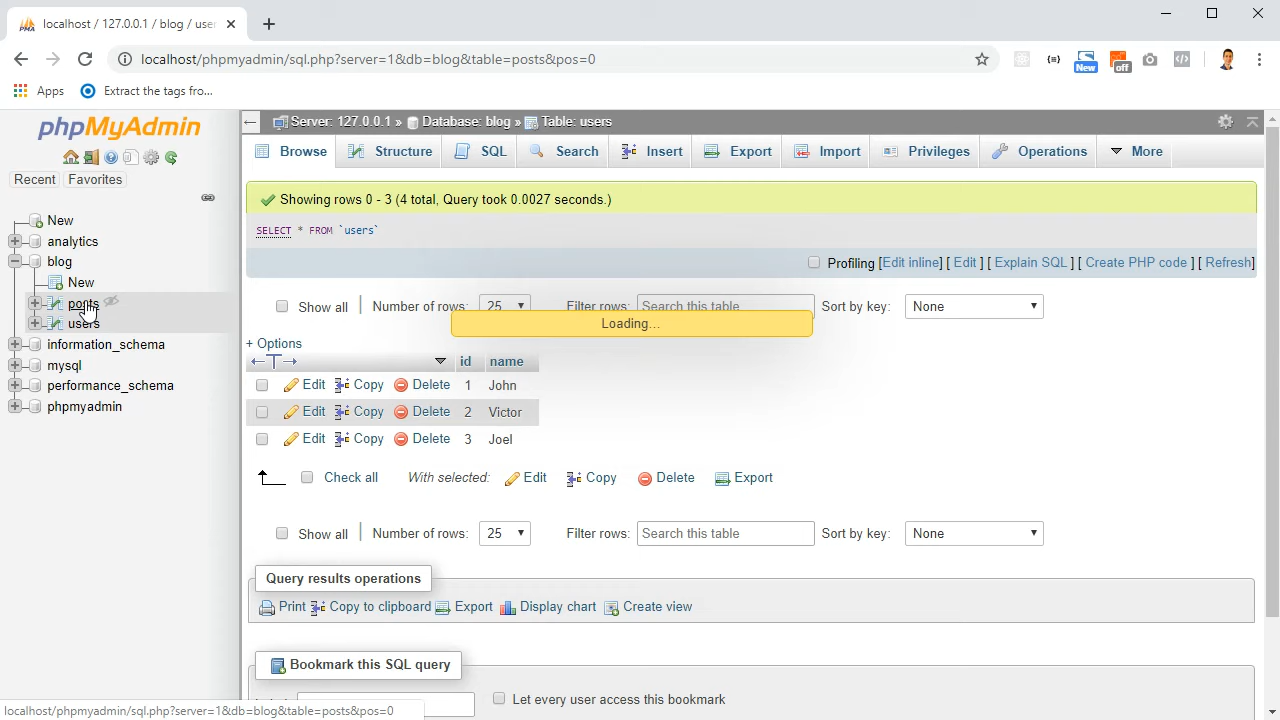 localhost / 127.0.0.1 / blog / use
localhost/phpmyadmin/sql.php?server=1&db=blog&table=posts&pos=0
New
off
Apps
Extract the tags fro...
phpMyAdmin
Recent
Favorites
New
analytics
blog
New
posts
users
information_schema
mysql
performance_schema
phpmyadmin
Server: 127.0.0.1 » Database: blog » Table: users
Browse Structure SQL Search Insert Export Import Privileges Operations More
Showing rows 0 - 3 (4 total, Query took 0.0027 seconds.)
SELECT * FROM `users`
Profiling [Edit inline] [ Edit ] [ Explain SQL ] [ Create PHP code ] [ Refresh]
Show all Number of rows: 25 Filter rows: Search this table Sort by key: None
Loading...
+ Options
id name
Edit Copy Delete 1 John
Edit Copy Delete 2 Victor
Edit Copy Delete 3 Joel
Check all With selected: Edit Copy Delete Export
Show all Number of rows: 25 Filter rows: Search this table Sort by key: None
Query results operations
Print Copy to clipboard Export Display chart Create view
Bookmark this SQL query
Let every user access this bookmark
localhost/phpmyadmin/sql.php?server=1&db=blog&table=posts&pos=0